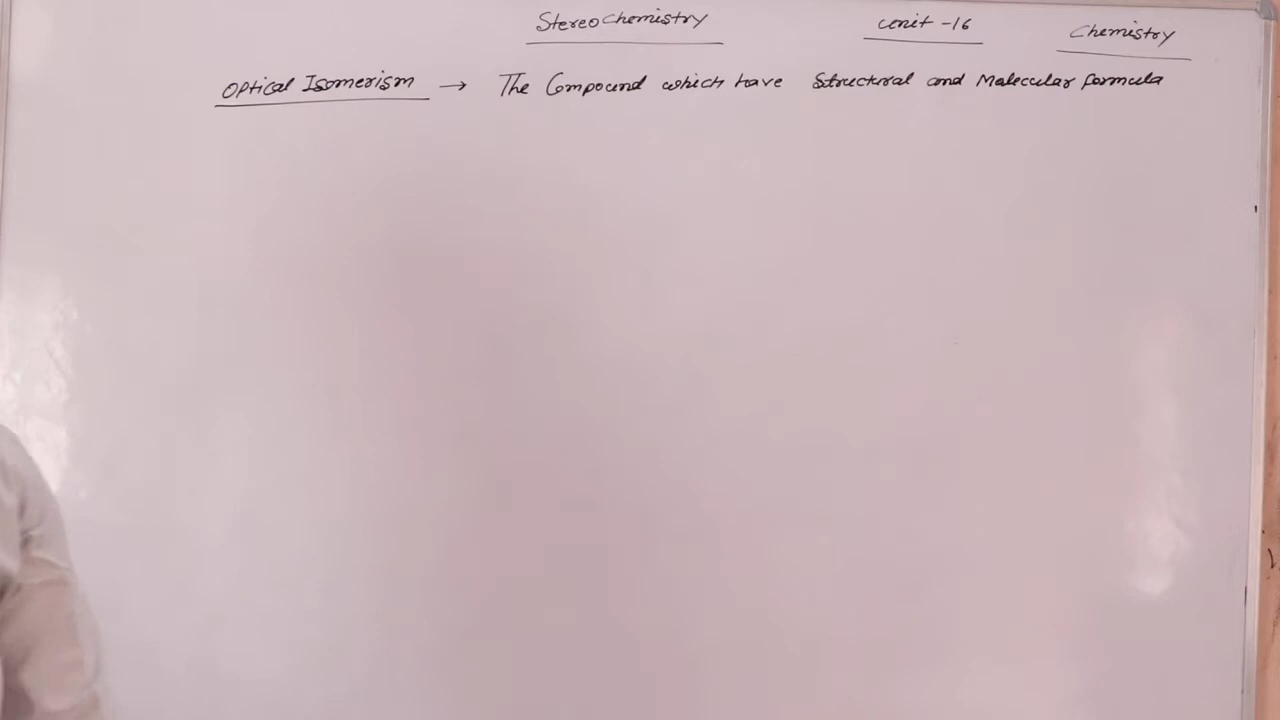 Stereochemistry Unit -16 Chemistry
Optical Isomerism → The Compound which have Structural and Molecular formula